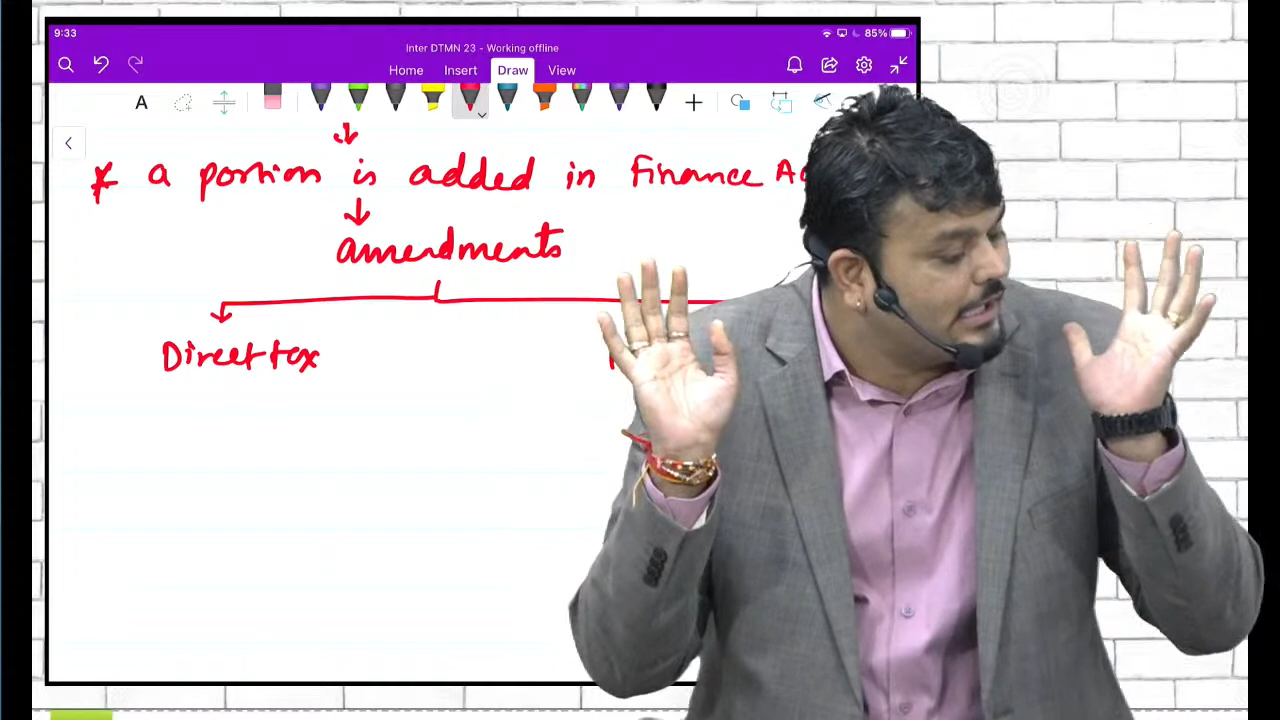 9:33
85%
Inter DTMN 23 - Working offline
Home Insert Draw View
A
* a portion is added in Finance
amendments
Direct tax